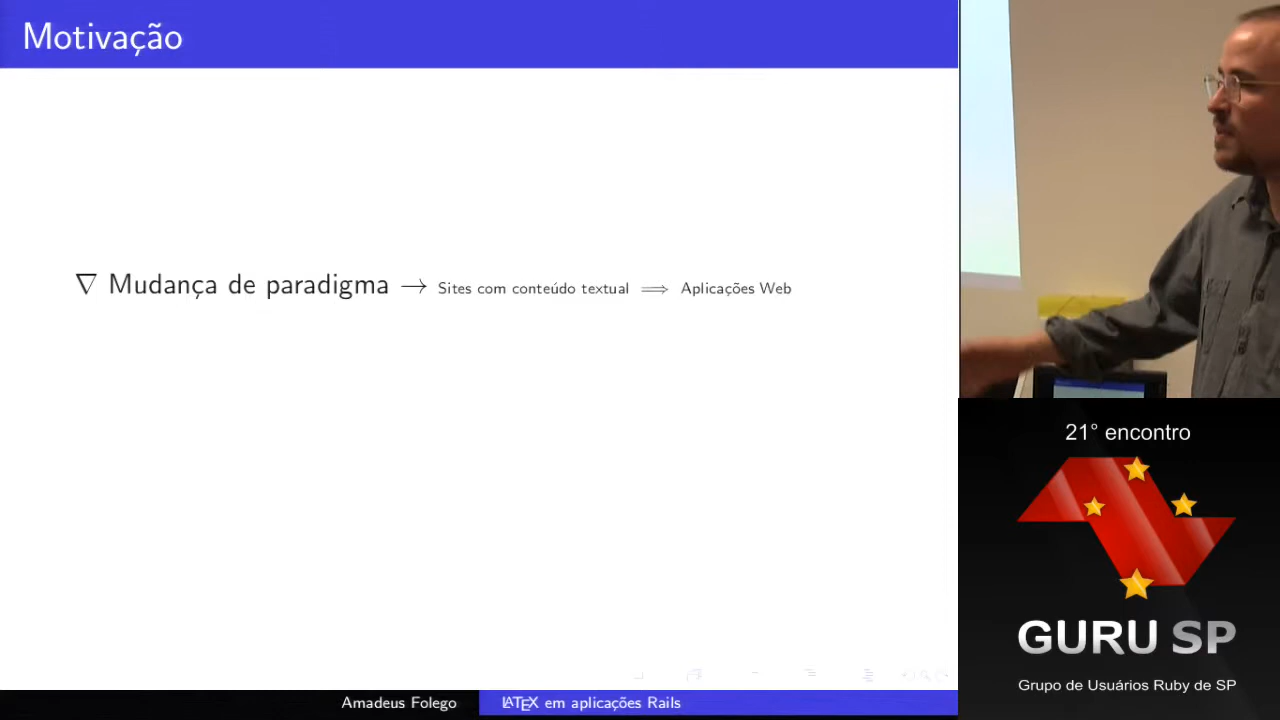 Motivação
∇ Mudança de paradigma → Sites com conteúdo textual ⟹ Aplicações Web
Amadeus Folego
LATEX em aplicações Rails
21° encontro
GURU SP
Grupo de Usuários Ruby de SP